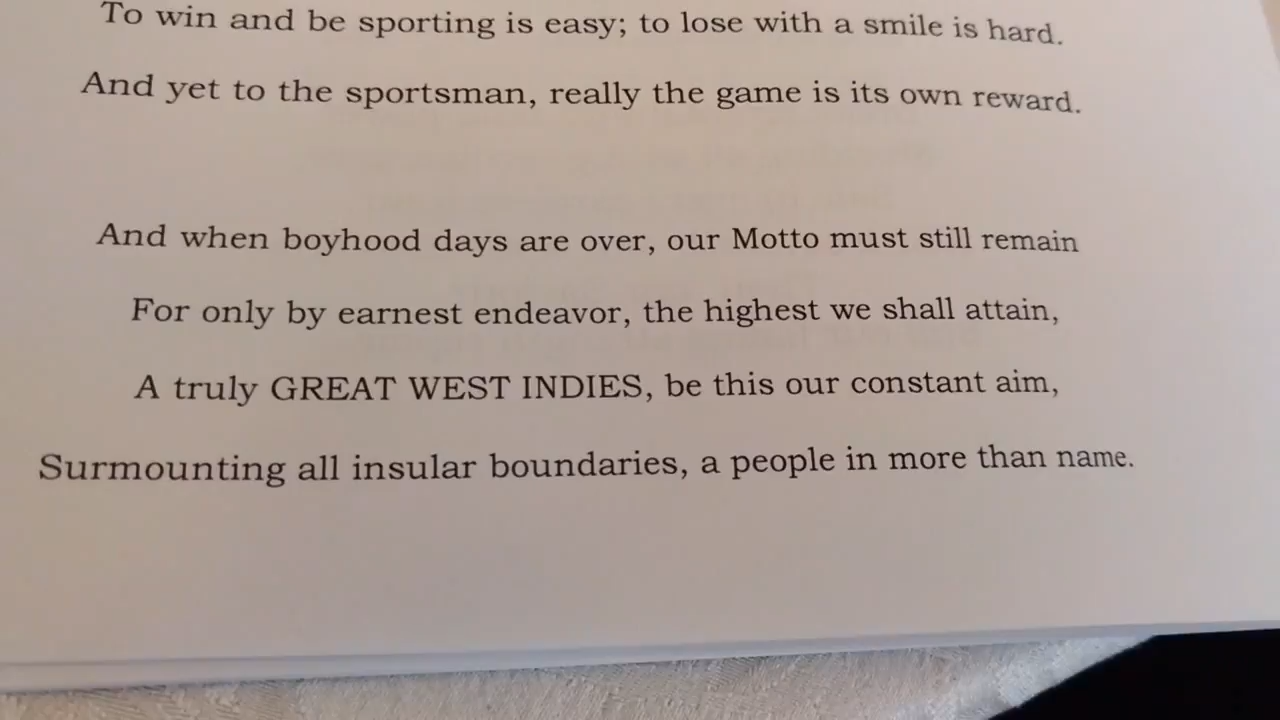 To win and be sporting is easy; to lose with a smile is hard.
And yet to the sportsman, really the game is its own reward.
And when boyhood days are over, our Motto must still remain
For only by earnest endeavor, the highest we shall attain,
A truly GREAT WEST INDIES, be this our constant aim,
Surmounting all insular boundaries, a people in more than name.